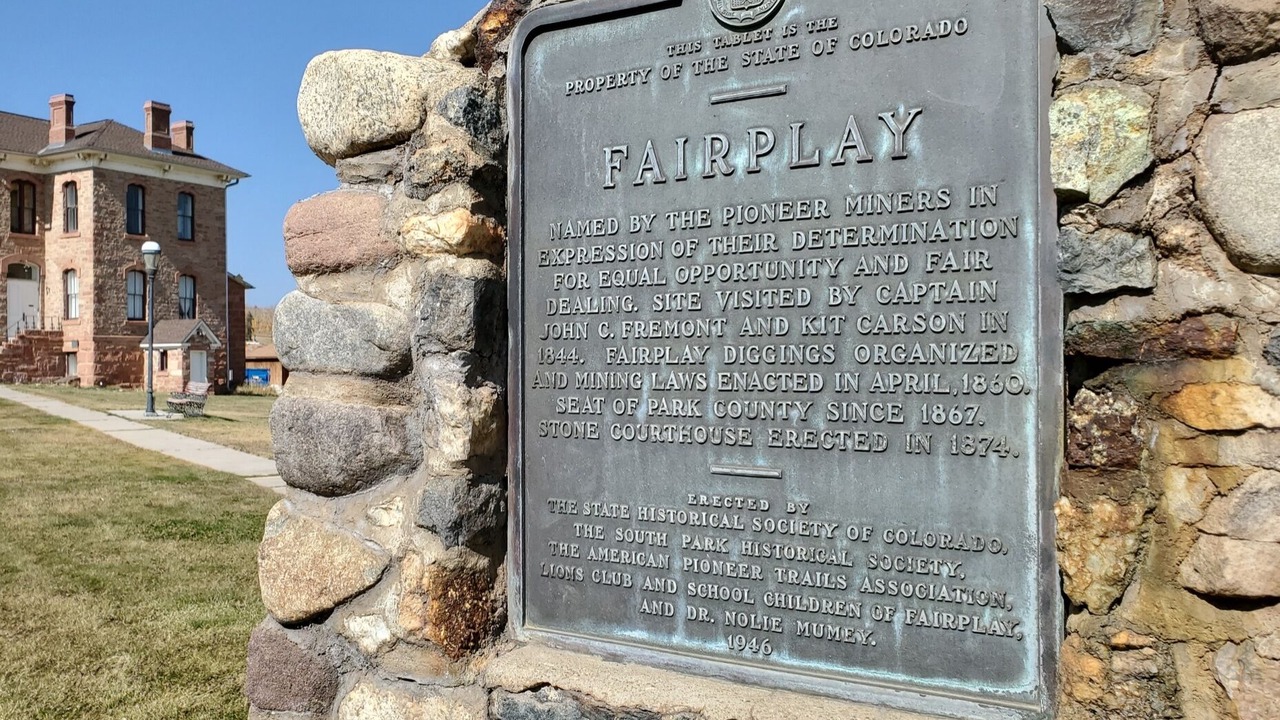 THIS TABLET IS THE
PROPERTY OF THE STATE OF COLORADO
FAIRPLAY
NAMED BY THE PIONEER MINERS IN
EXPRESSION OF THEIR DETERMINATION
FOR EQUAL OPPORTUNITY AND FAIR
DEALING. SITE VISITED BY CAPTAIN
JOHN C. FREMONT AND KIT CARSON IN
1844. FAIRPLAY DIGGINGS ORGANIZED
AND MINING LAWS ENACTED IN APRIL, 1860.
SEAT OF PARK COUNTY SINCE 1867.
STONE COURTHOUSE ERECTED IN 1874.
ERECTED BY
THE STATE HISTORICAL SOCIETY OF COLORADO,
THE SOUTH PARK HISTORICAL SOCIETY,
THE AMERICAN PIONEER TRAILS ASSOCIATION,
LIONS CLUB AND SCHOOL CHILDREN OF FAIRPLAY,
AND DR. NOLIE MUMEY.
1946